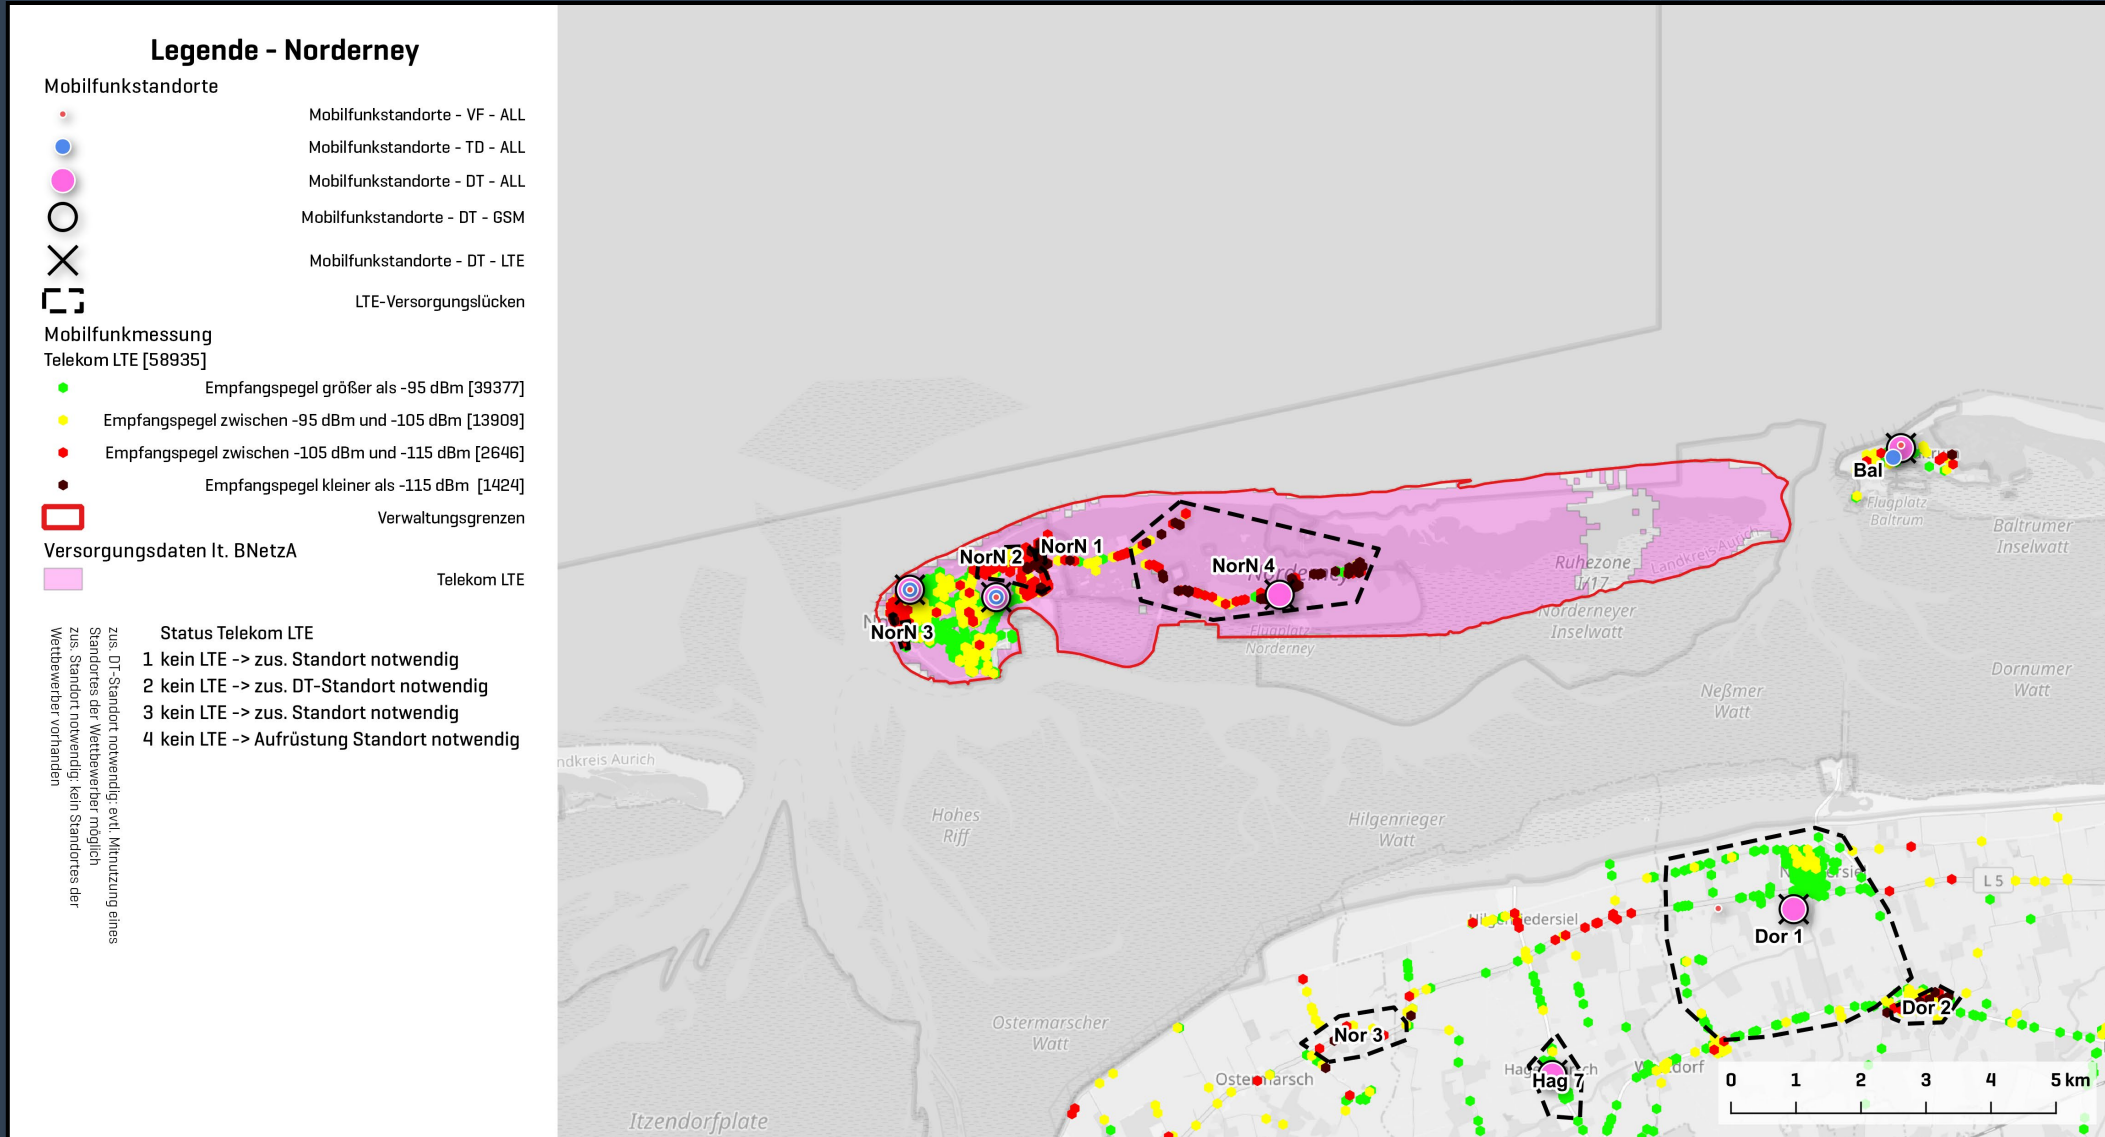 Legende - Norderney
Mobilfunkstandorte
Mobilfunkstandorte - VF - ALL
Mobilfunkstandorte - TD - ALL
Mobilfunkstandorte - DT - ALL
Mobilfunkstandorte - DT - GSM
Mobilfunkstandorte - DT - LTE
LTE-Versorgungslücken
Mobilfunkmessung
Telekom LTE [58935]
Empfangspegel größer als -95 dBm [39377]
Empfangspegel zwischen -95 dBm und -105 dBm [13909]
Empfangspegel zwischen -105 dBm und -115 dBm [2646]
Empfangspegel kleiner als -115 dBm [1424]
Verwaltungsgrenzen
Versorgungsdaten lt. BNetzA
Telekom LTE
Status Telekom LTE
1 kein LTE -> zus. Standort notwendig
2 kein LTE -> zus. DT-Standort notwendig
3 kein LTE -> zus. Standort notwendig
4 kein LTE -> Aufrüstung Standort notwendig
zus. DT-Standort notwendig: evtl. Mitnutzung eines
Standortes der Wettbewerber möglich
zus. Standort notwendig: kein Standortes der
Wettbewerber vorhanden
NorN 1
NorN 2
NorN 3
NorN 4
Norderney
Flugplatz
Norderney
Ruhezone
I/17
Landkreis Aurich
Norderneyer
Inselwatt
Bal
Flugplatz
Baltrum
Baltrumer
Inselwatt
Dornumer
Watt
Neßmer
Watt
ndkreis Aurich
Hohes
Riff
Hilgenrieger
Watt
Ostermarscher
Watt
Itzendorfplate
L 5
Dor 1
Dor 2
Nor 3
Hag 7
0 1 2 3 4 5 km